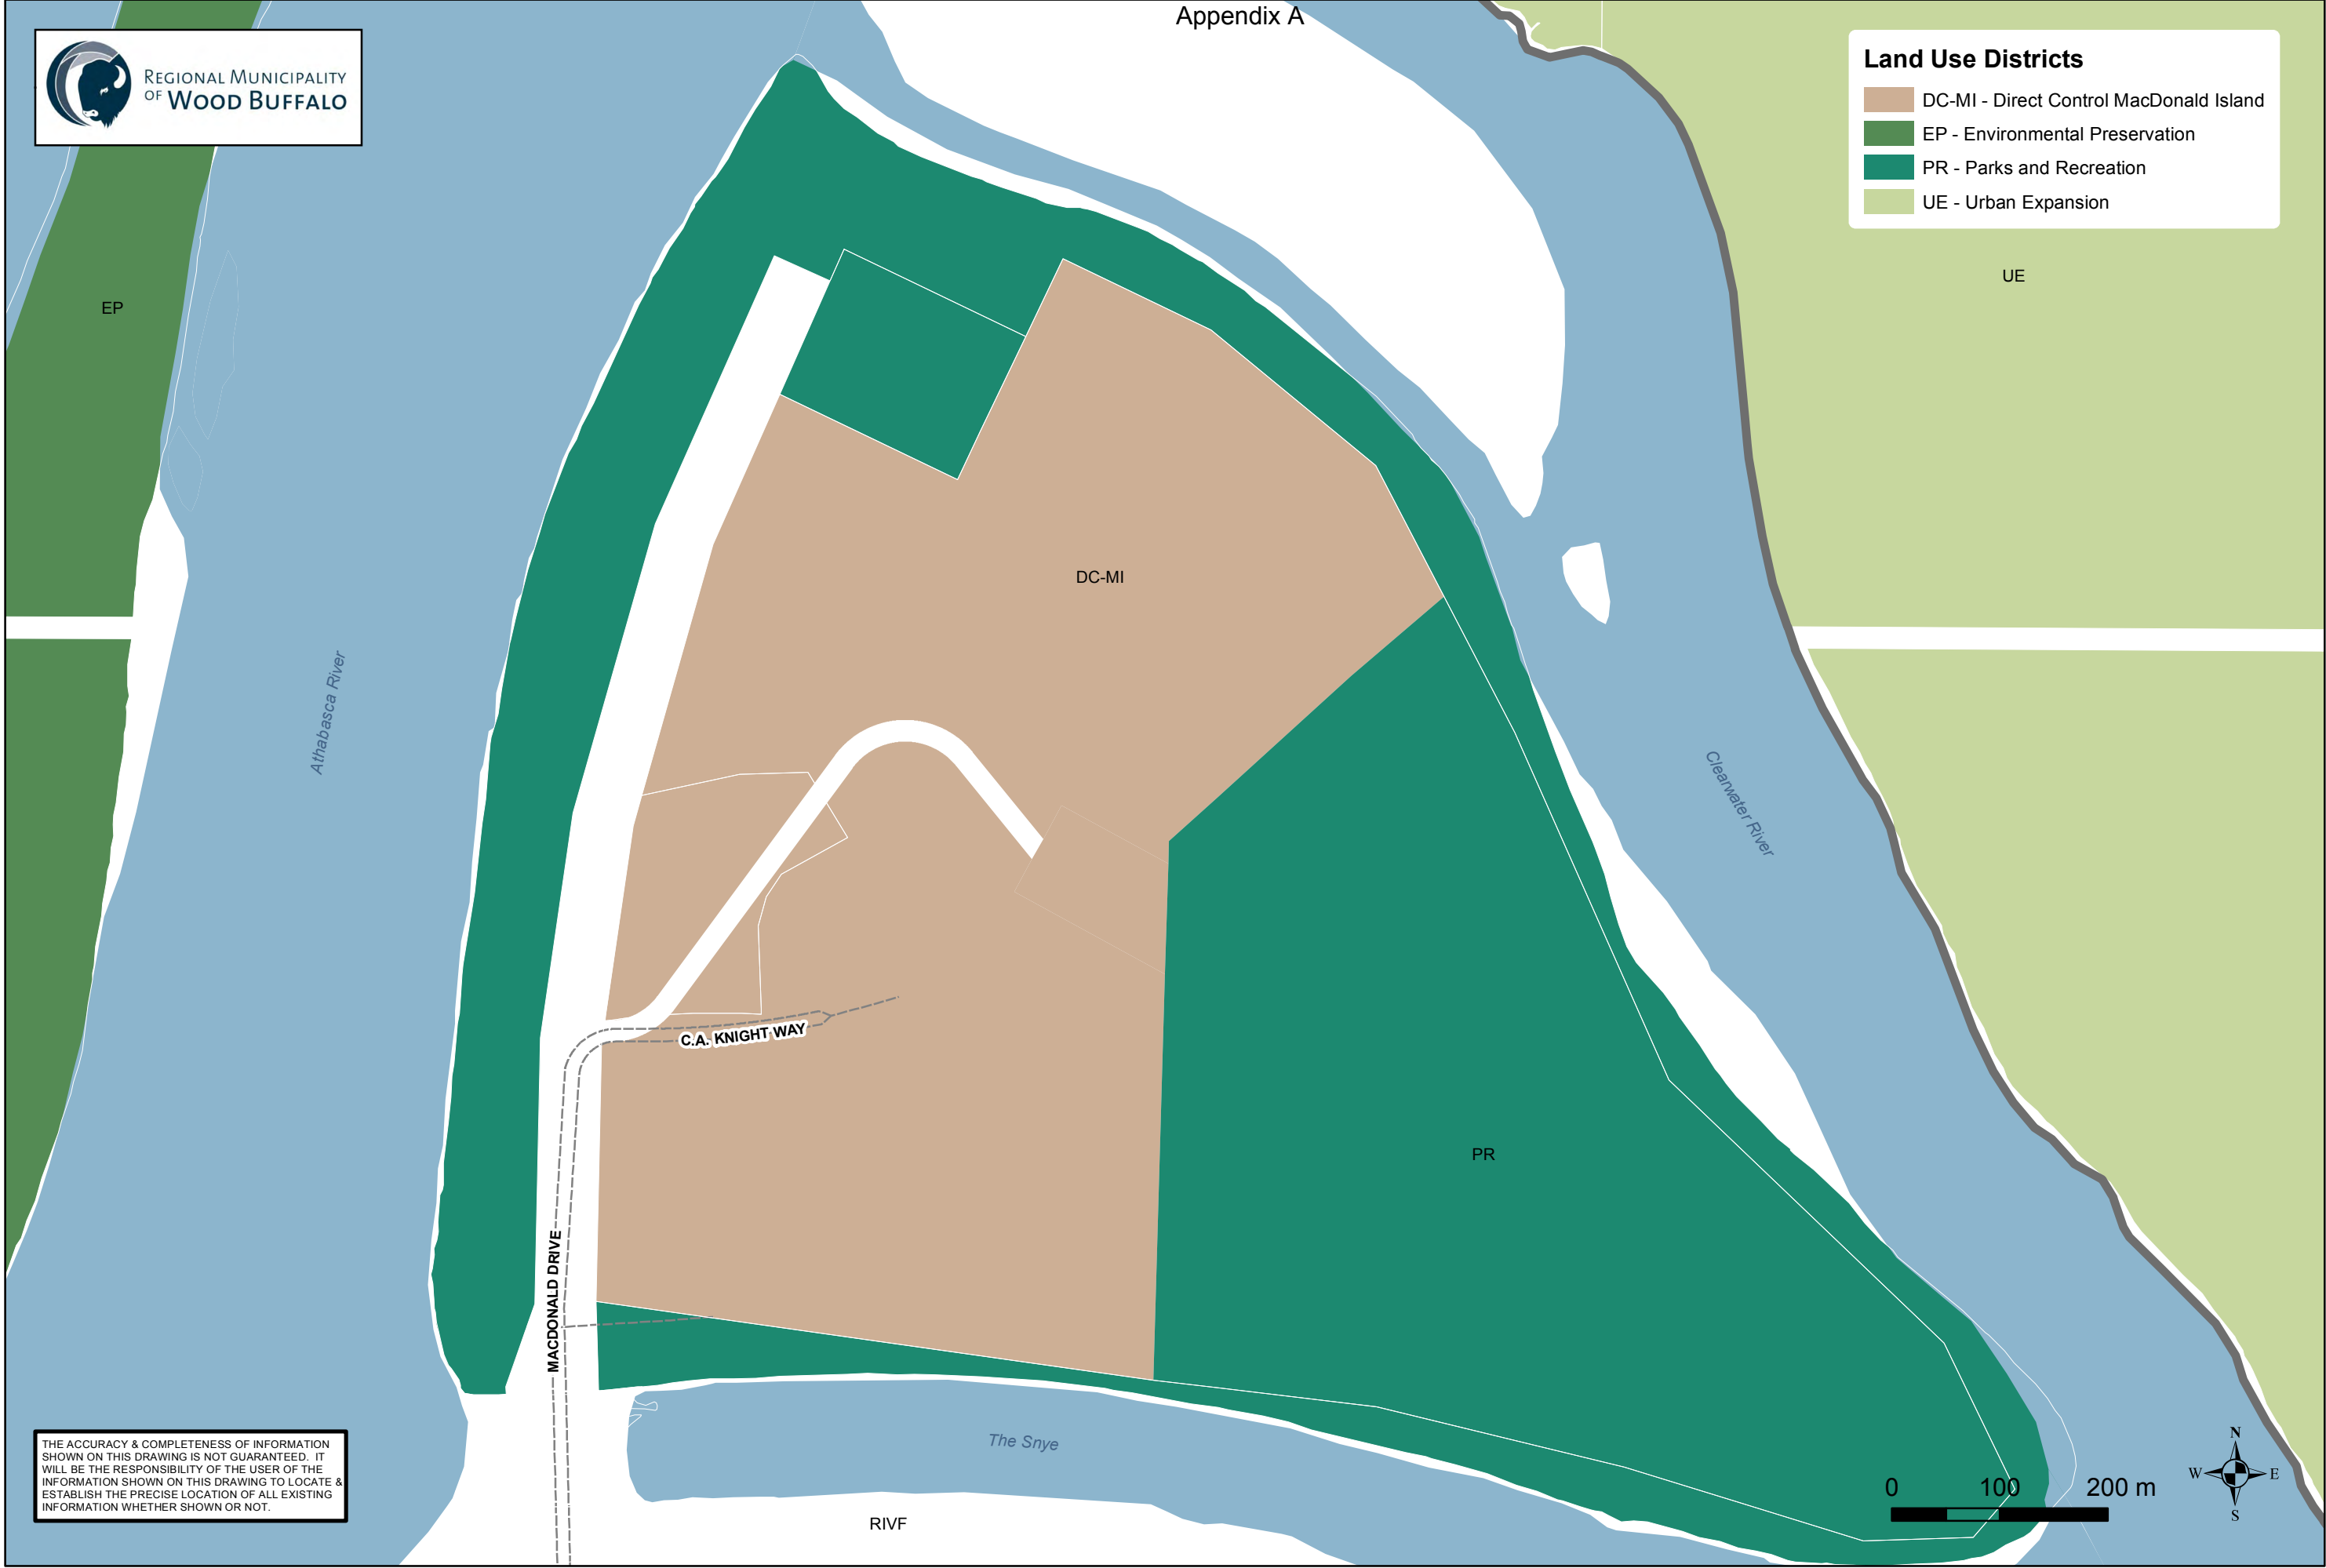 Appendix A
REGIONAL MUNICIPALITY
OF WOOD BUFFALO
Land Use Districts
DC-MI - Direct Control MacDonald Island
EP - Environmental Preservation
PR - Parks and Recreation
UE - Urban Expansion
UE
EP
DC-MI
Athabasca River
Clearwater River
C.A. KNIGHT WAY
PR
MACDONALD DRIVE
The Snye
RIVF
THE ACCURACY & COMPLETENESS OF INFORMATION
SHOWN ON THIS DRAWING IS NOT GUARANTEED. IT
WILL BE THE RESPONSIBILITY OF THE USER OF THE
INFORMATION SHOWN ON THIS DRAWING TO LOCATE &
ESTABLISH THE PRECISE LOCATION OF ALL EXISTING
INFORMATION WHETHER SHOWN OR NOT.
0 100 200 m
N
W E
S